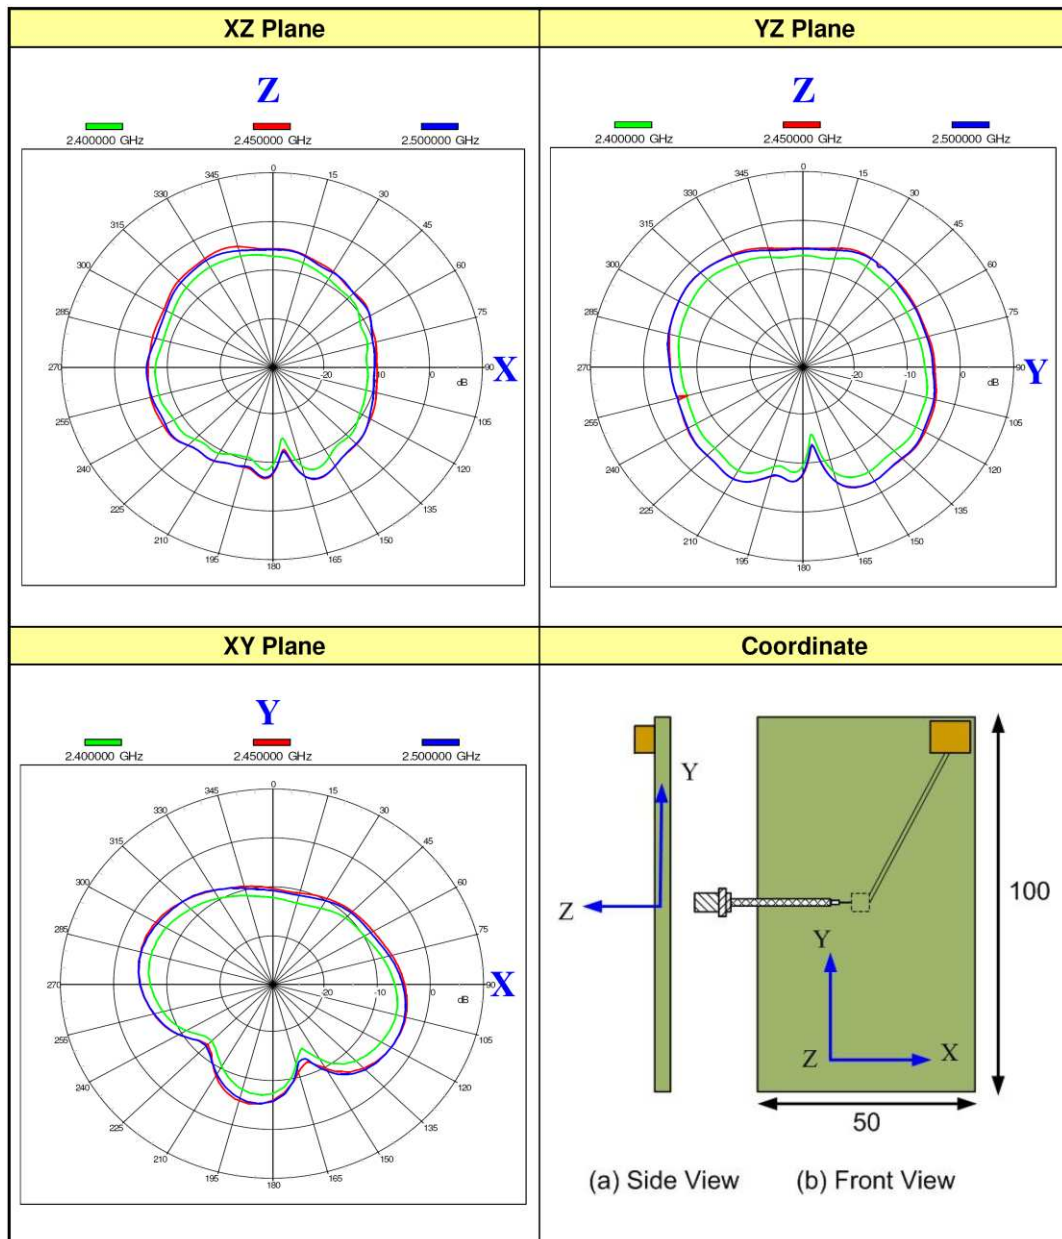 XZ Plane
YZ Plane
Z
2.400000 GHz 2.450000 GHz 2.500000 GHz
0
345 15
330 30
315 45
300 60
285 75
270 -20 -10 0 dB 90 X
255 105
240 120
225 135
210 150
195 165
180
Z
2.400000 GHz 2.450000 GHz 2.500000 GHz
0
345 15
330 30
315 45
300 60
285 75
270 -20 -10 0 dB 90 Y
255 105
240 120
225 135
210 150
195 165
180
XY Plane
Coordinate
Y
2.400000 GHz 2.450000 GHz 2.500000 GHz
0
345 15
330 30
315 45
300 60
285 75
270 -20 -10 0 dB 90 X
255 105
240 120
225 135
210 150
195 165
180
Y
Z
100
Y
Z X
50
(a) Side View (b) Front View